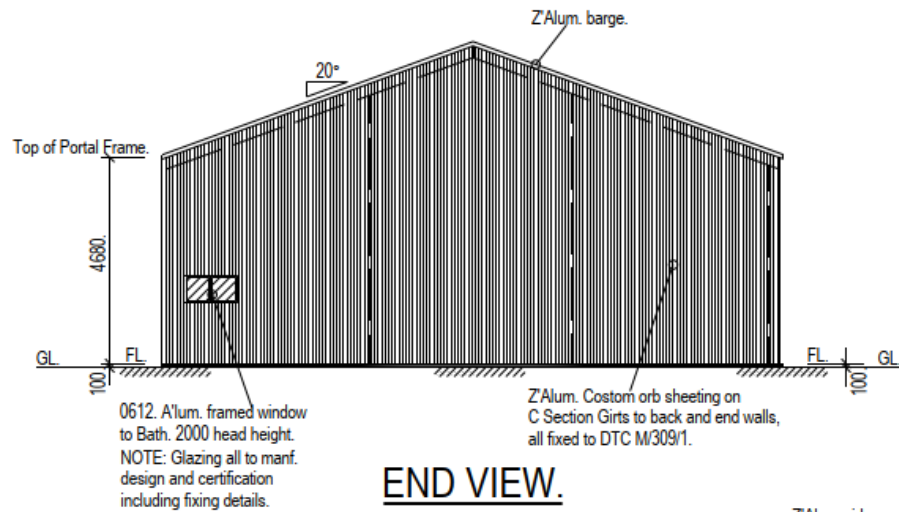 Z'Alum. barge.
20°
Top of Portal Frame.
4680.
GL.
FL.
FL.
GL.
100
100
0612. A'lum. framed window
to Bath. 2000 head height.
NOTE: Glazing all to manf.
design and certification
including fixing details.
Z'Alum. Costom orb sheeting on
C Section Girts to back and end walls,
all fixed to DTC M/309/1.
END VIEW.